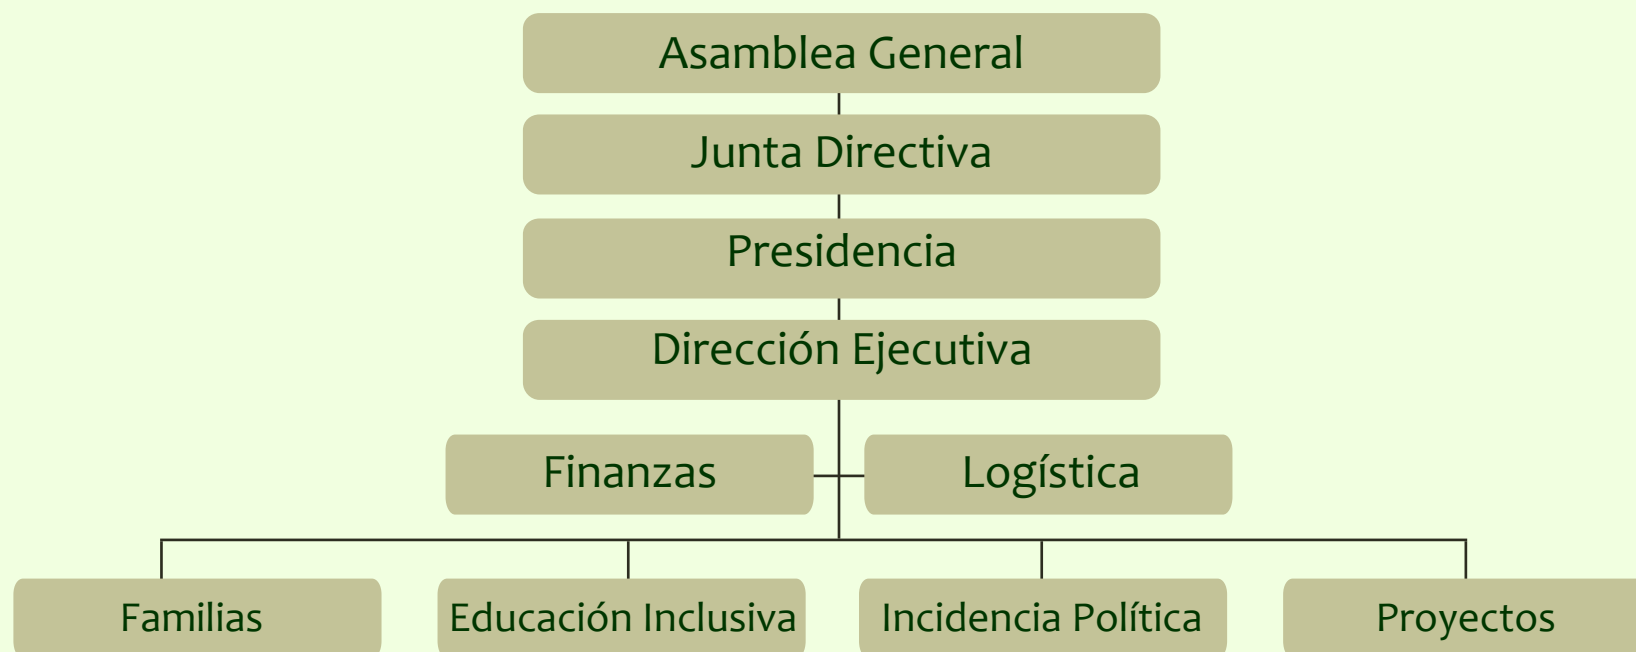 Asamblea General
Junta Directiva
Presidencia
Dirección Ejecutiva
Finanzas
Logística
Familias
Educación Inclusiva
Incidencia Política
Proyectos